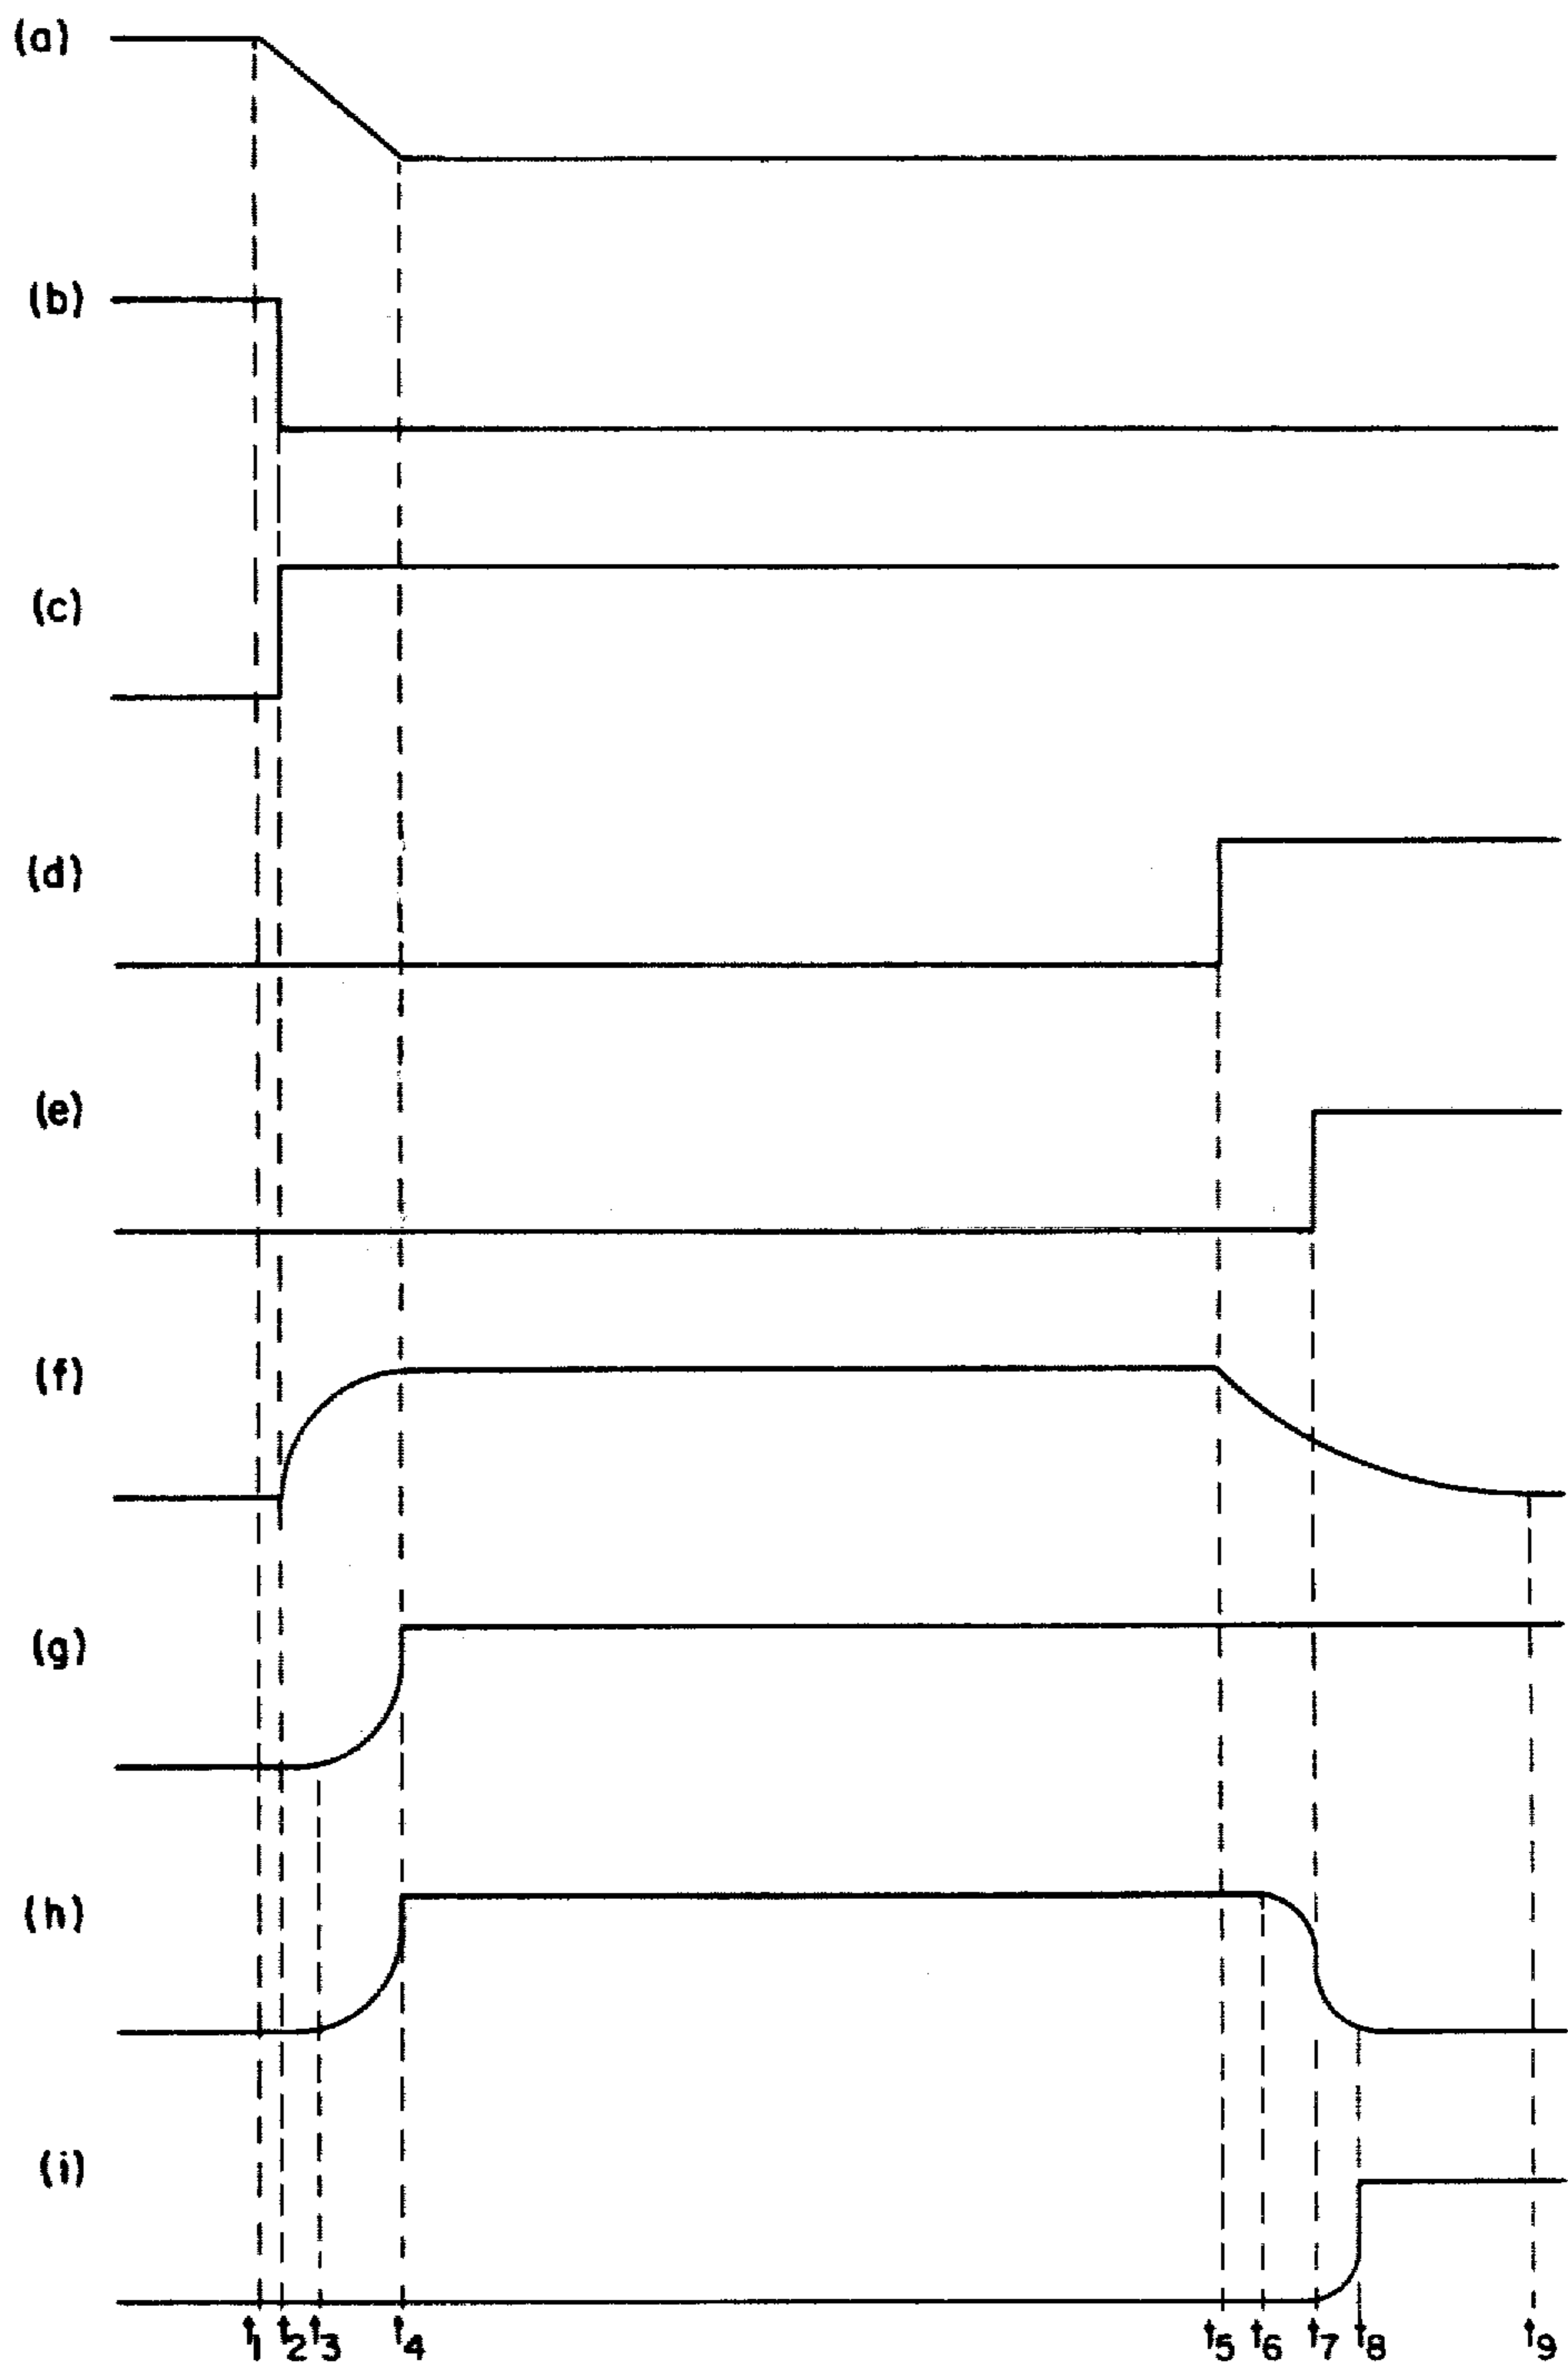 (a)
(b)
(c)
(d)
(e)
(f)
(g)
(h)
(i)
t1 t2 t3 t4 t5 t6 t7 t8 t9